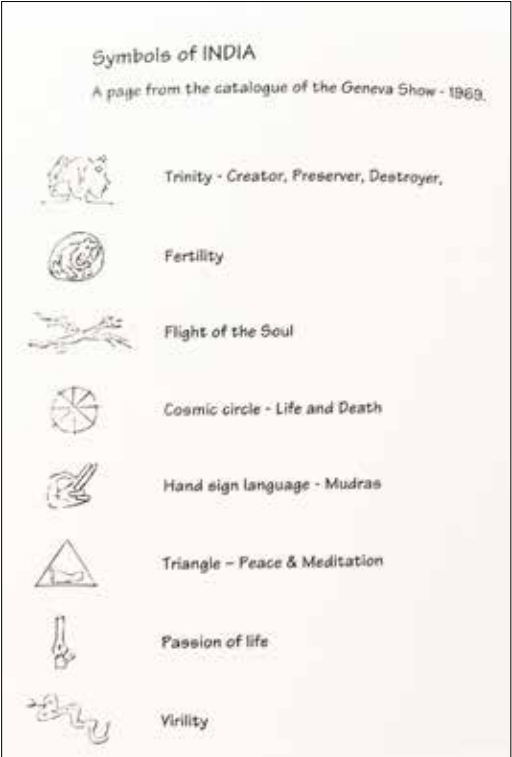 Symbols of INDIA
A page from the catalogue of the Geneva Show - 1969.
Trinity - Creator, Preserver, Destroyer,
Fertility
Flight of the Soul
Cosmic circle - Life and Death
Hand sign language - Mudras
Triangle – Peace & Meditation
Passion of life
Virility